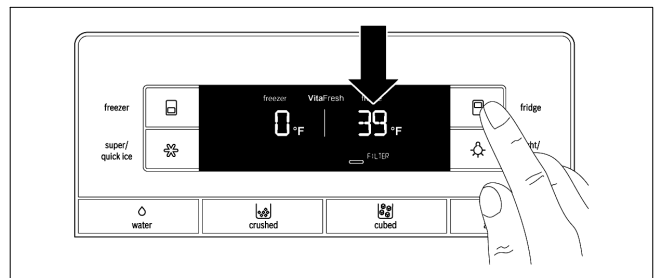 freezer VitaFresh
freezer 0°F 39°F fridge
super/
quick ice
FILTER
water crushed cubed